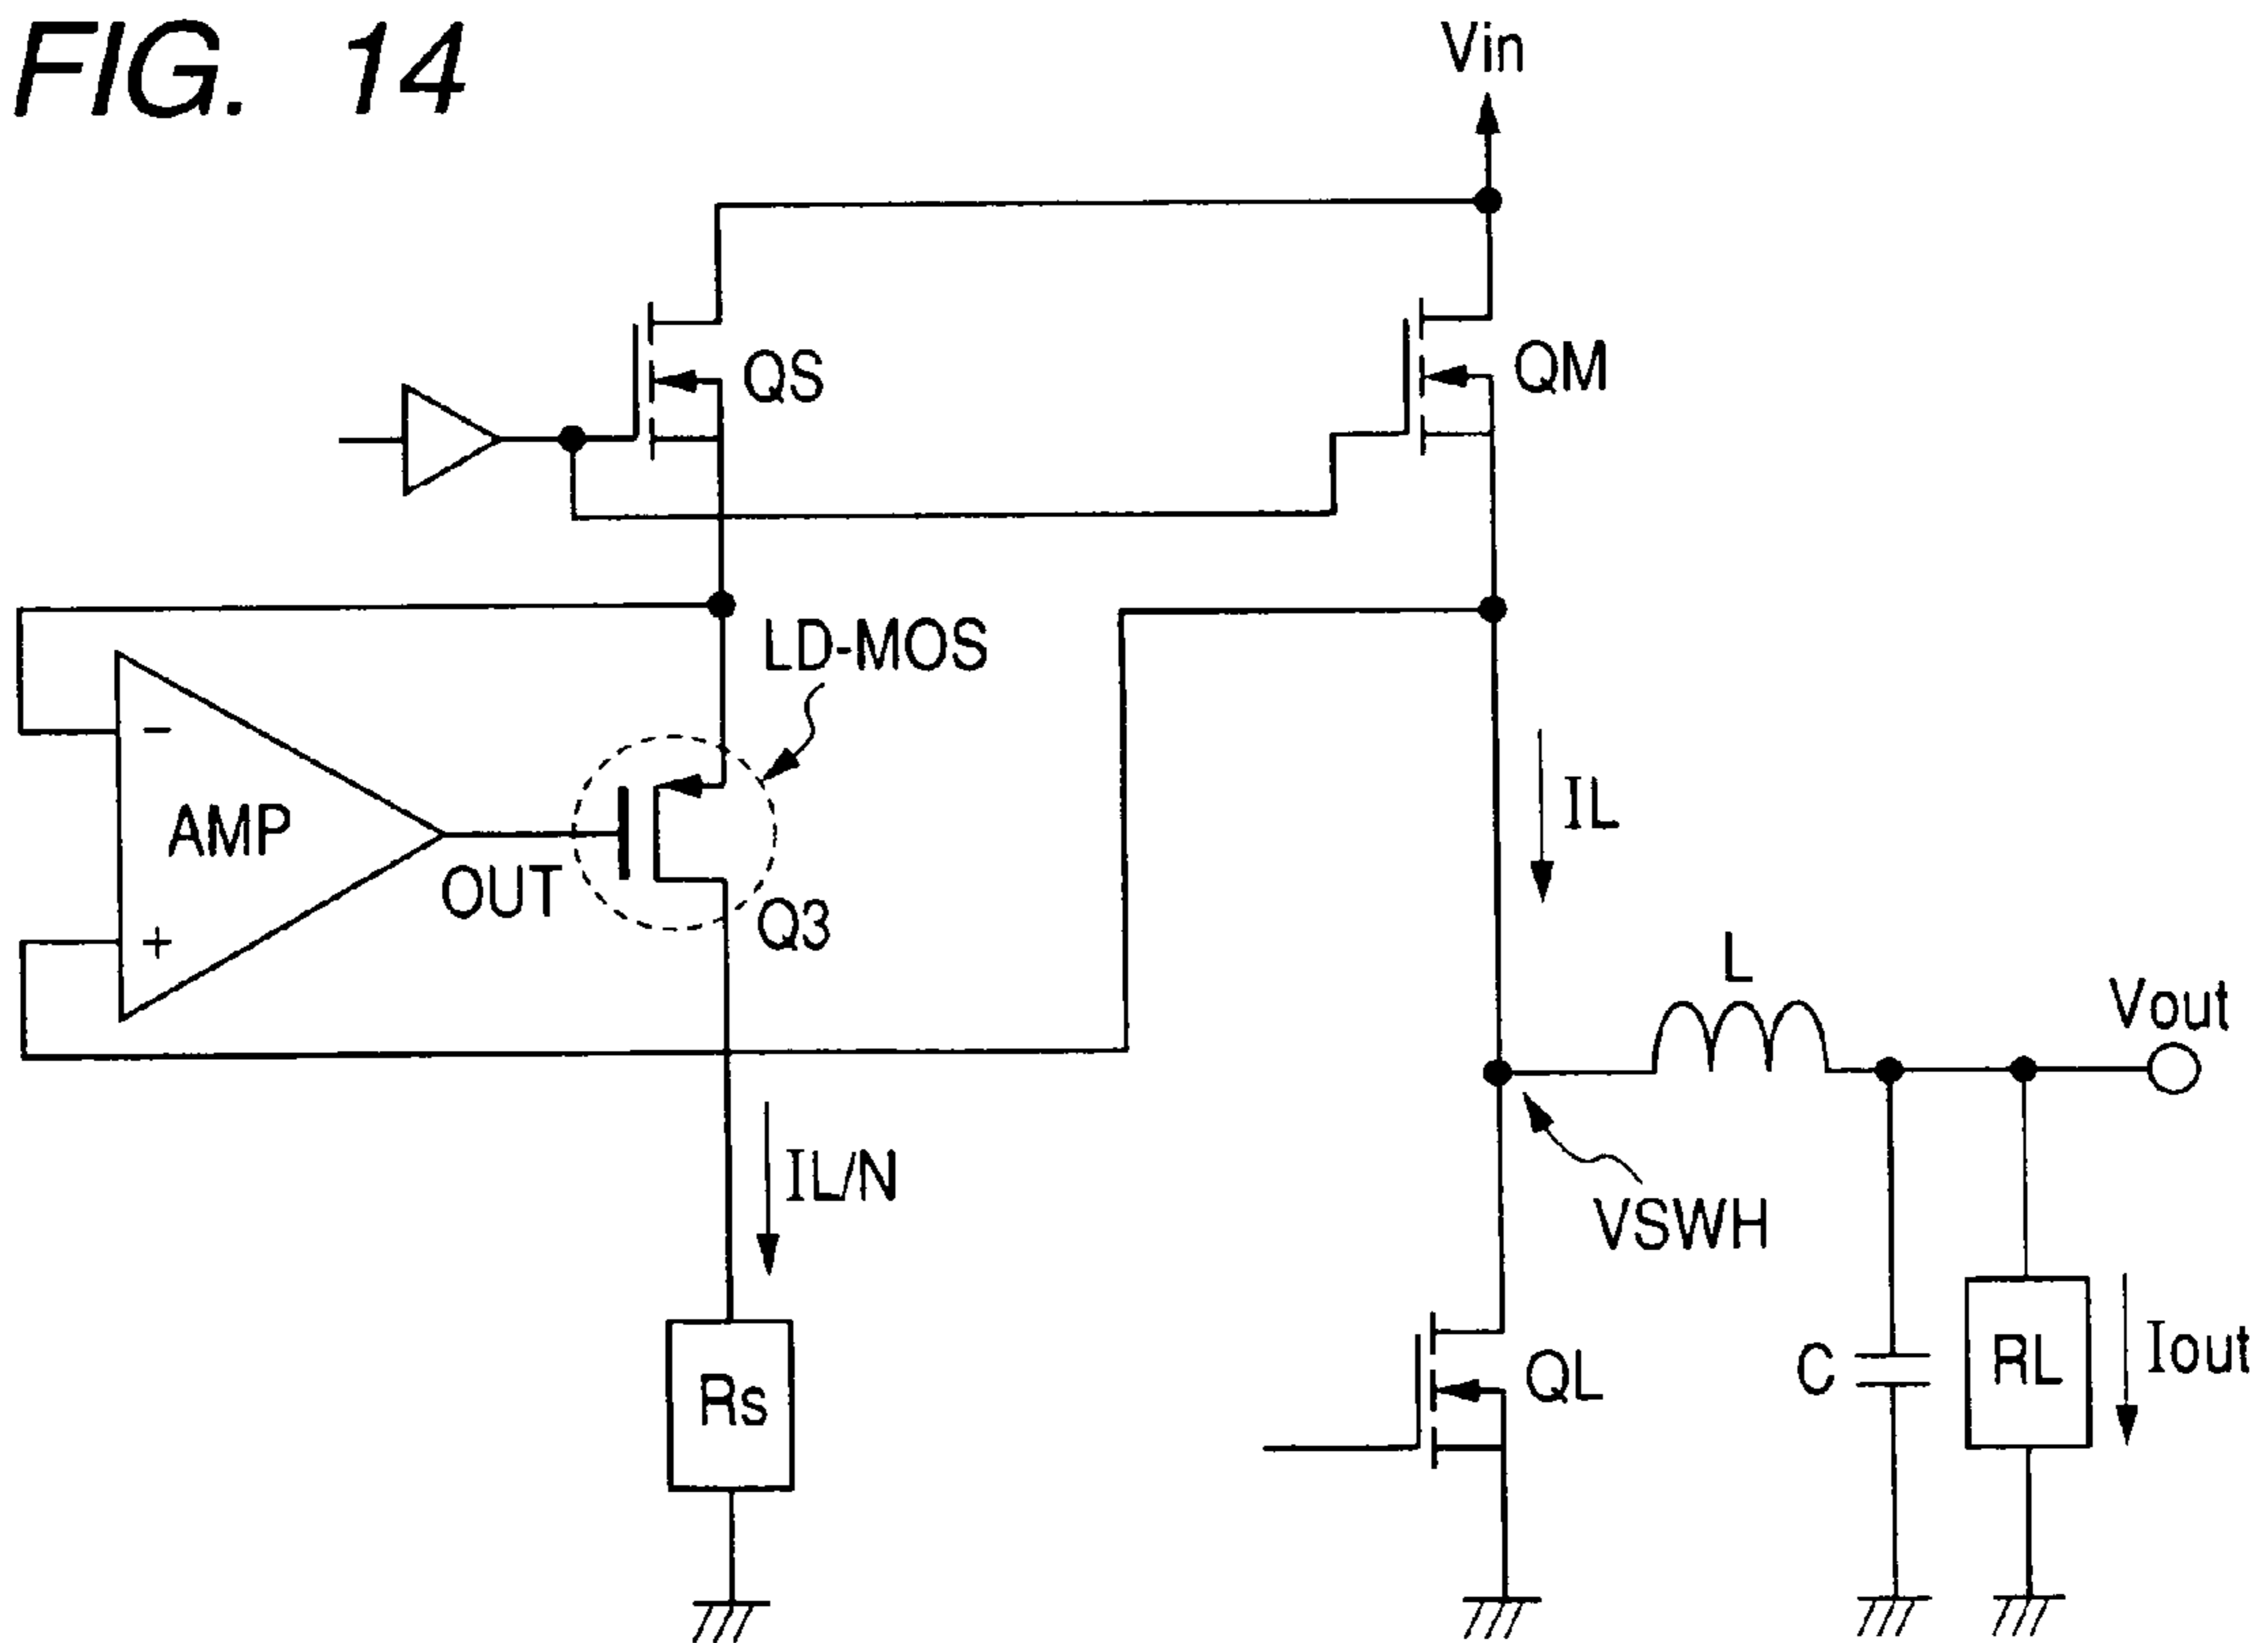 FIG. 14
Vin
QS
QM
LD-MOS
−
AMP
OUT
+
Q3
IL
L
Vout
IL/N
VSWH
Rs
QL
C
RL
Iout